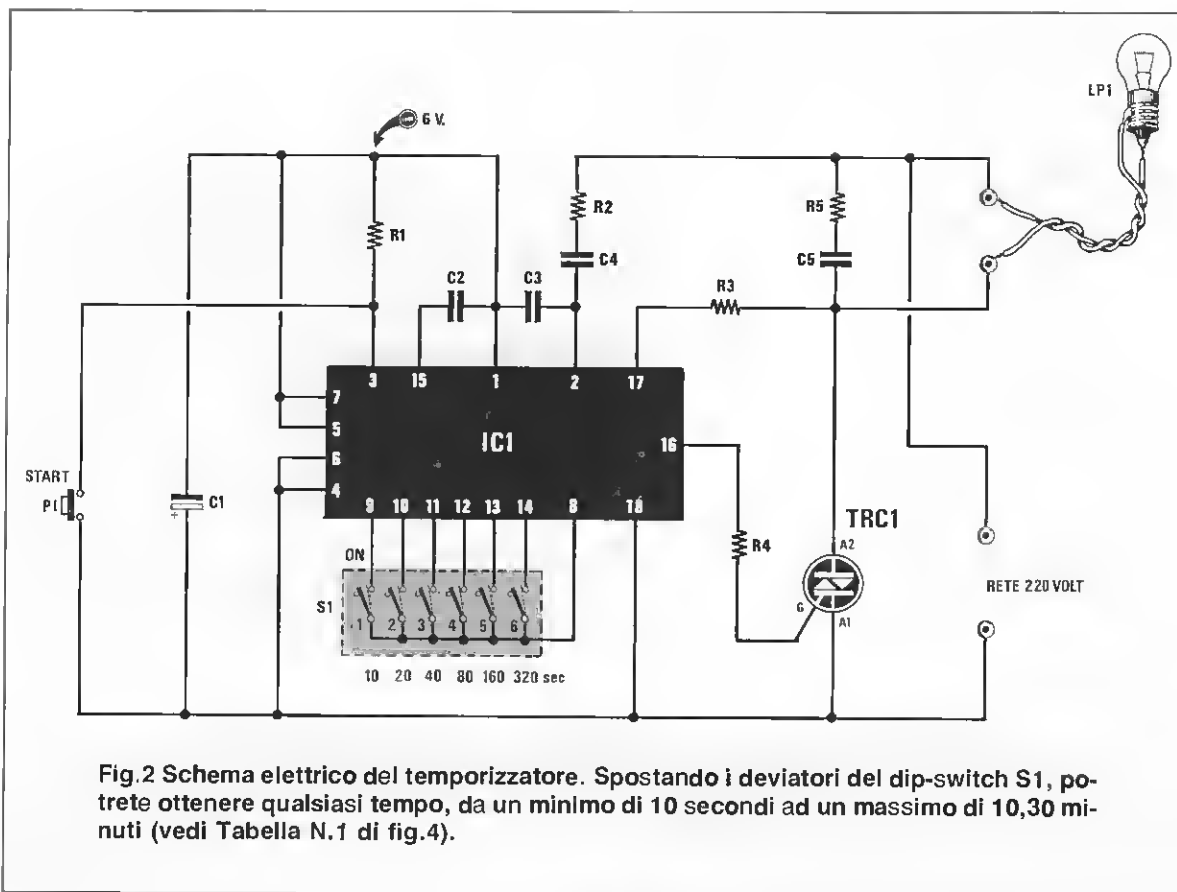 LP1
6 V.
R1
R2
R5
C2
C3
C4
C5
R3
3 15 1 2 17
7
5
6
4
IC1
16
START
P1
C1
9 10 11 12 13 14 8 18
TRC1
A2
G
A1
R4
ON
S1
1 2 3 4 5 6
10 20 40 80 160 320 sec
RETE 220 VOLT
Fig.2 Schema elettrico del temporizzatore. Spostando i deviatori del dip-switch S1, po-
trete ottenere qualsiasi tempo, da un minimo di 10 secondi ad un massimo di 10,30 mi-
nuti (vedi Tabella N.1 di fig.4).